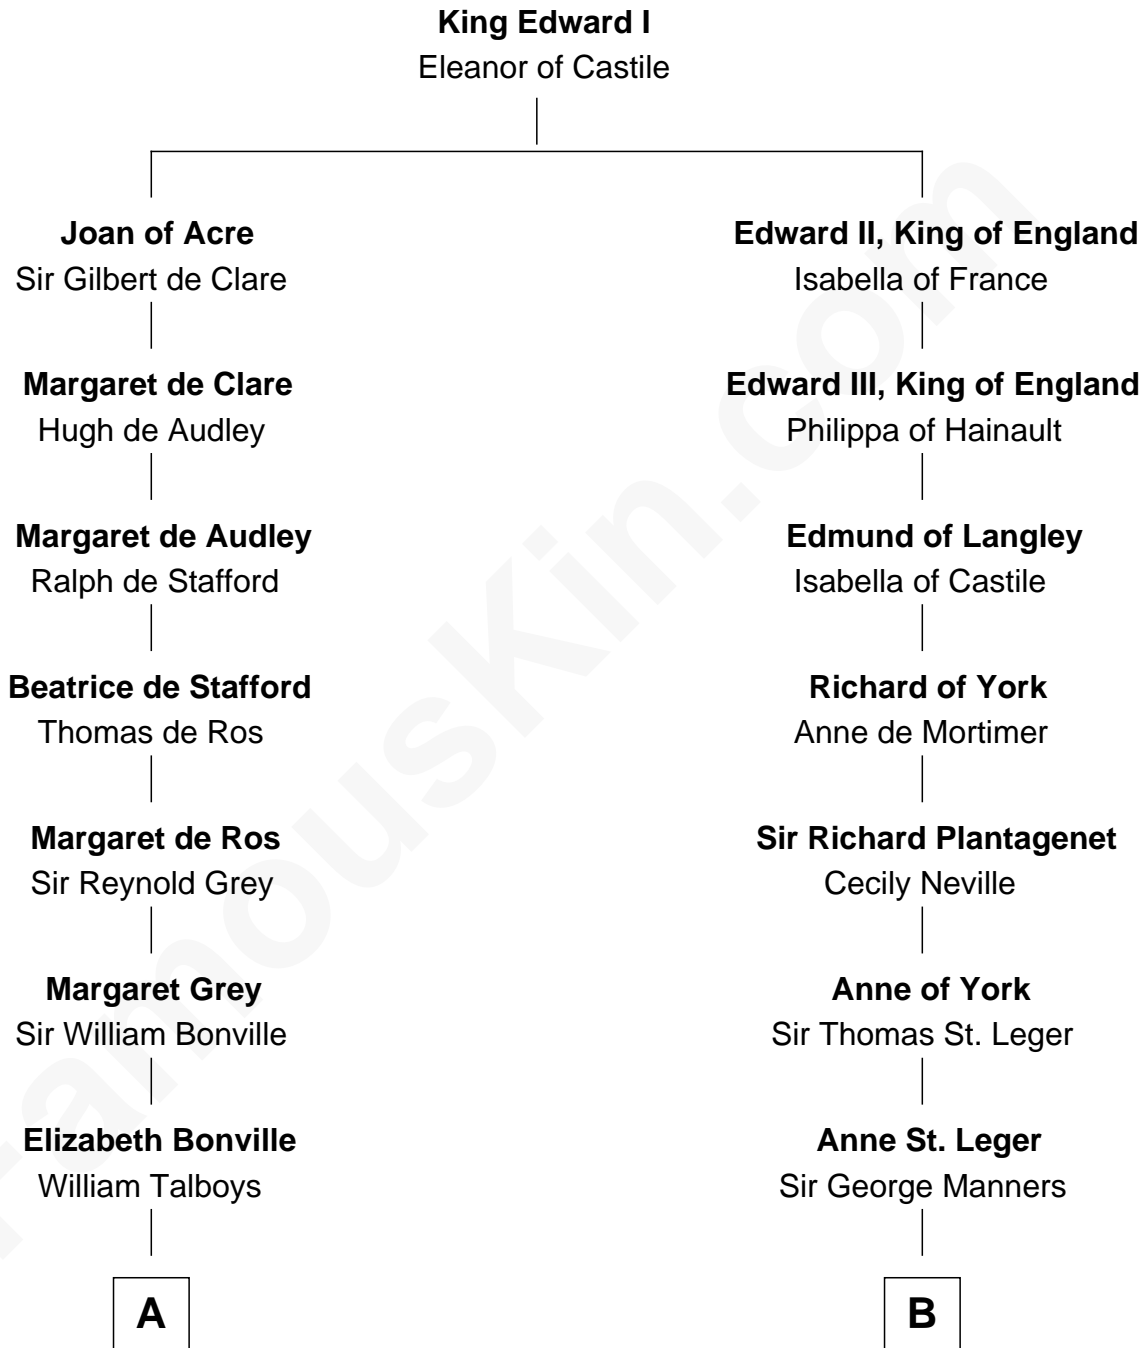 King Edward I
Eleanor of Castile
Joan of Acre
Sir Gilbert de Clare
Edward II, King of England
Isabella of France
Margaret de Clare
Hugh de Audley
Edward III, King of England
Philippa of Hainault
Margaret de Audley
Ralph de Stafford
Edmund of Langley
Isabella of Castile
Beatrice de Stafford
Thomas de Ros
Richard of York
Anne de Mortimer
Margaret de Ros
Sir Reynold Grey
Sir Richard Plantagenet
Cecily Neville
Margaret Grey
Sir William Bonville
Anne of York
Sir Thomas St. Leger
Elizabeth Bonville
William Talboys
Anne St. Leger
Sir George Manners
A
B
FamousKin.com